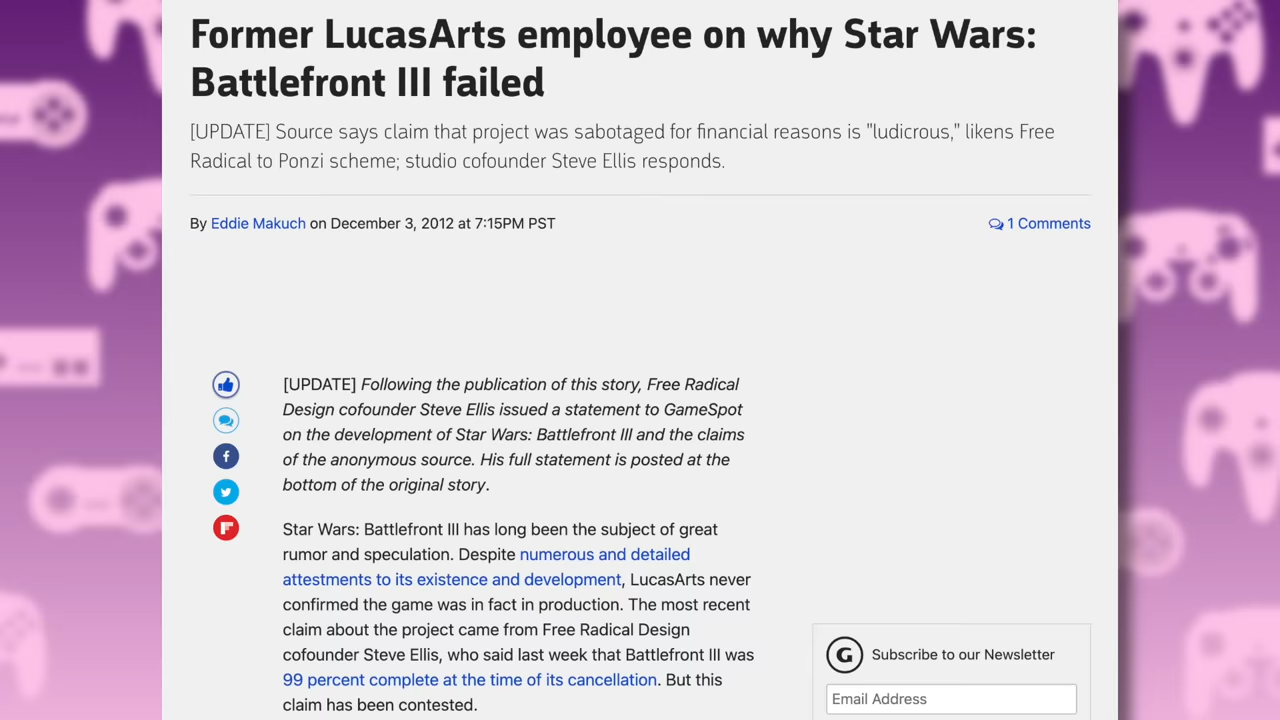 Former LucasArts employee on why Star Wars:
Battlefront III failed
[UPDATE] Source says claim that project was sabotaged for financial reasons is "ludicrous," likens Free
Radical to Ponzi scheme; studio cofounder Steve Ellis responds.
By Eddie Makuch on December 3, 2012 at 7:15PM PST
1 Comments
[UPDATE] Following the publication of this story, Free Radical
Design cofounder Steve Ellis issued a statement to GameSpot
on the development of Star Wars: Battlefront III and the claims
of the anonymous source. His full statement is posted at the
bottom of the original story.
Star Wars: Battlefront III has long been the subject of great
rumor and speculation. Despite numerous and detailed
attestments to its existence and development, LucasArts never
confirmed the game was in fact in production. The most recent
claim about the project came from Free Radical Design
cofounder Steve Ellis, who said last week that Battlefront III was
99 percent complete at the time of its cancellation. But this
claim has been contested.
G Subscribe to our Newsletter
Email Address